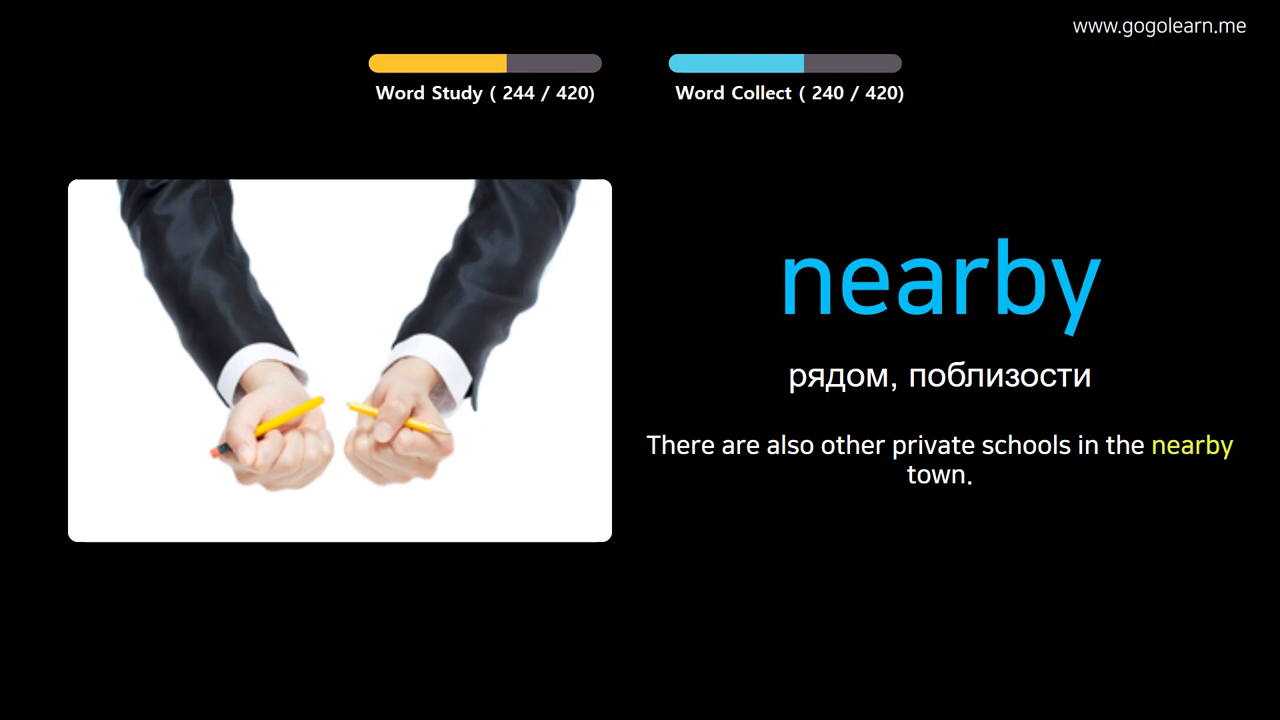 www.gogolearn.me
Word Study ( 244 / 420)
Word Collect ( 240 / 420)
nearby
рядом, поблизости
There are also other private schools in the nearby
town.